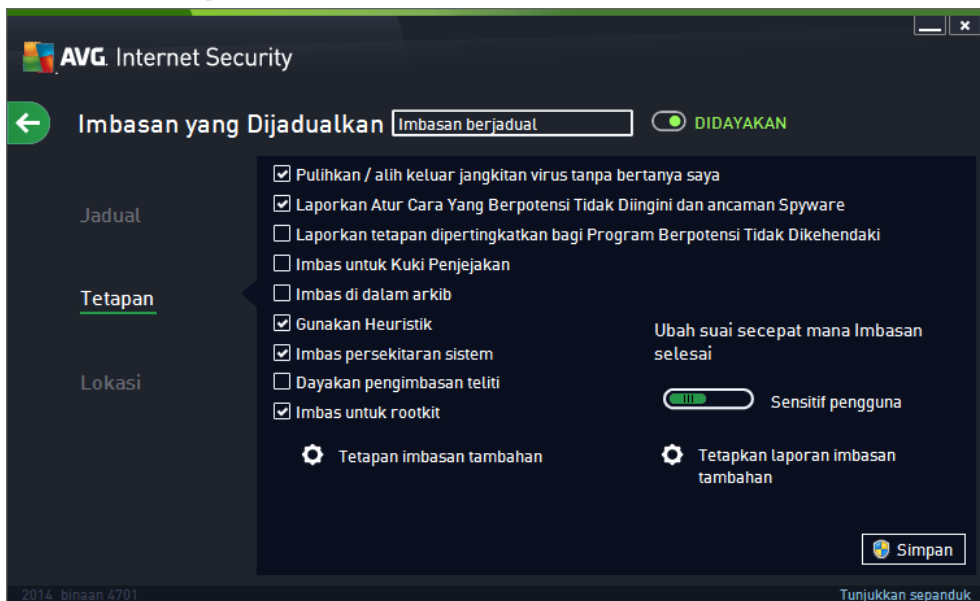 AVG. Internet Security
Imbasan yang Dijadualkan
Imbasan berjadual
DIDAYAKAN
Jadual
Tetapan
Lokasi
Pulihkan / alih keluar jangkitan virus tanpa bertanya saya
Laporkan Atur Cara Yang Berpotensi Tidak Diingini dan ancaman Spyware
Laporkan tetapan dipertingkatkan bagi Program Berpotensi Tidak Dikehendaki
Imbas untuk Kuki Penjejakan
Imbas di dalam arkib
Gunakan Heuristik
Imbas persekitaran sistem
Dayakan pengimbasan teliti
Imbas untuk rootkit
Tetapan imbasan tambahan
Ubah suai secepat mana Imbasan
selesai
Sensitif pengguna
Tetapkan laporan imbasan
tambahan
Simpan
2014 binaan 4701
Tunjukkan sepanduk